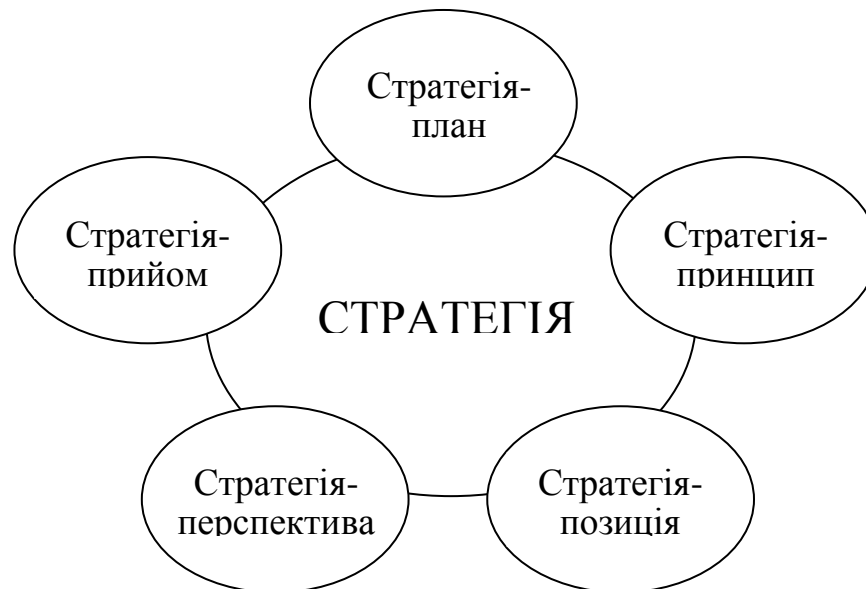 Стратегія-
план
Стратегія-
прийом
Стратегія-
принцип
СТРАТЕГІЯ
Стратегія-
перспектива
Стратегія-
позиція